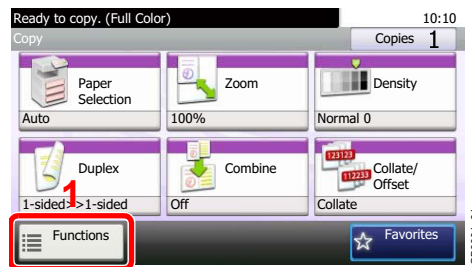 Ready to copy. (Full Color) 10:10
Copy Copies 1
Paper Selection
Zoom
Density
Auto
100%
Normal 0
Duplex
Combine
123123
112233
Collate/
Offset
1
1-sided>>1-sided
Off
Collate
Functions
Favorites